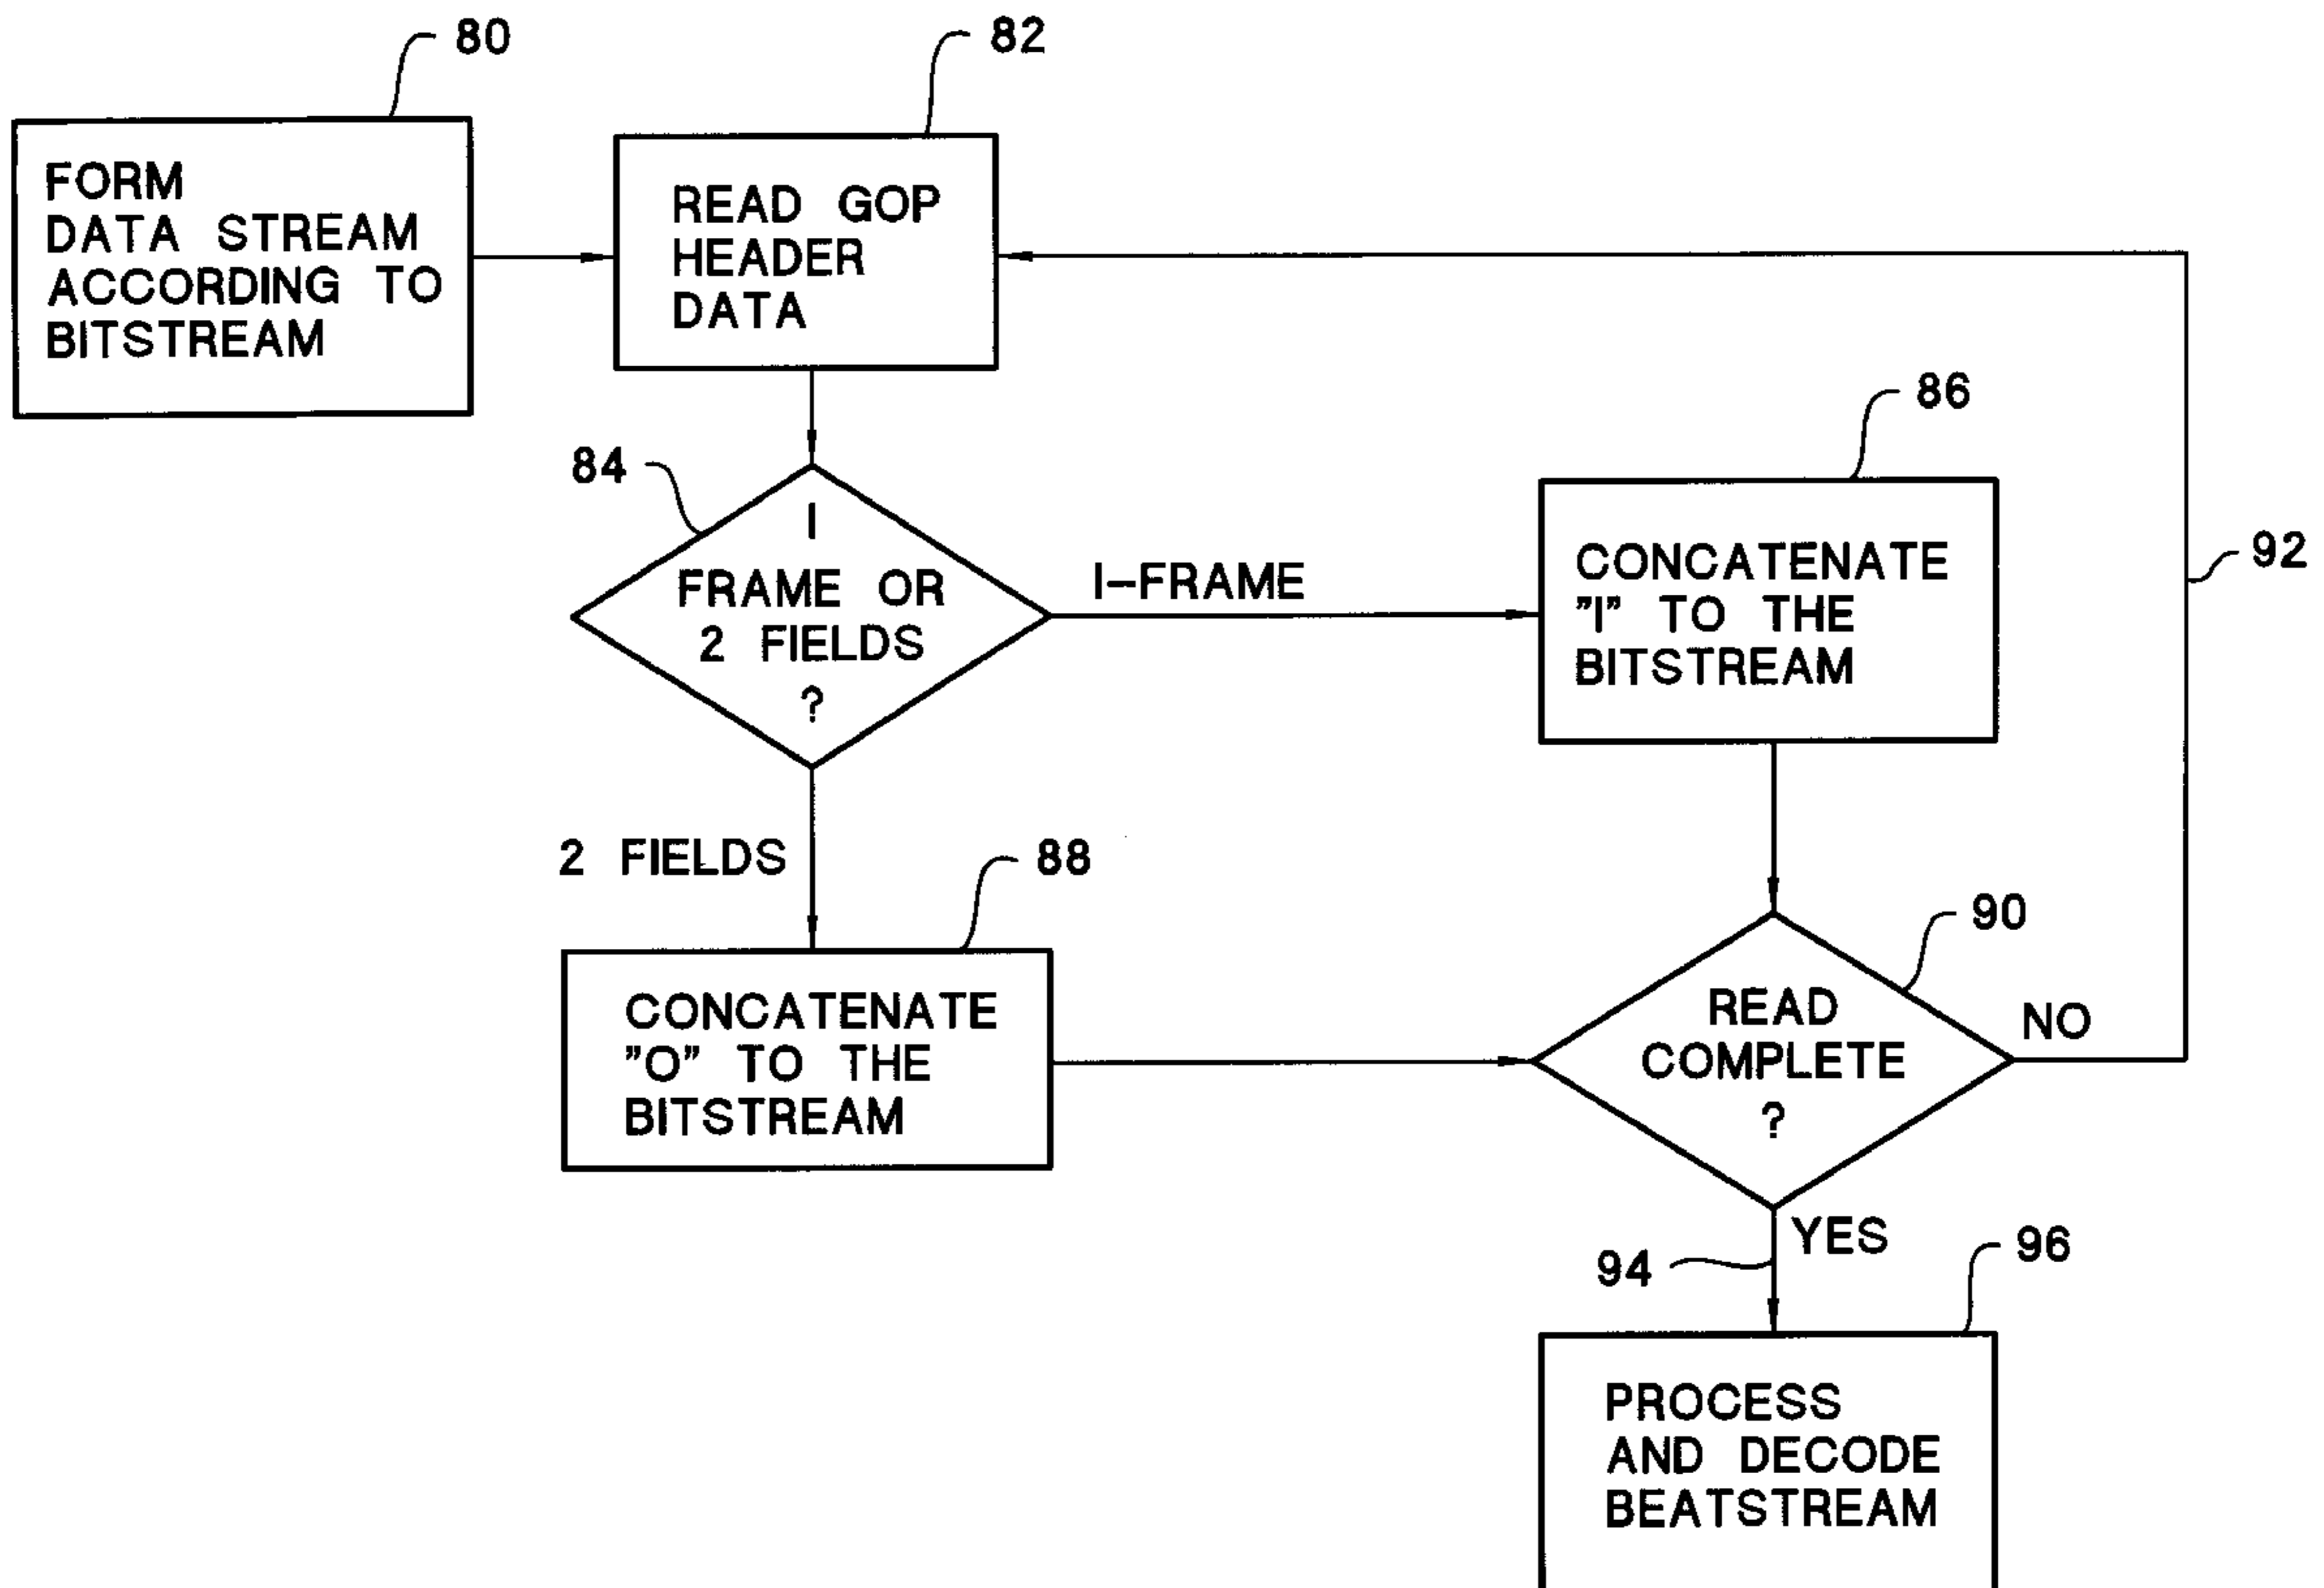 80
82
FORM
DATA STREAM
ACCORDING TO
BITSTREAM
READ GOP
HEADER
DATA
84
I
FRAME OR
2 FIELDS
?
I-FRAME
86
CONCATENATE
"I" TO THE
BITSTREAM
92
2 FIELDS
88
CONCATENATE
"O" TO THE
BITSTREAM
90
READ
COMPLETE
?
NO
YES
94
96
PROCESS
AND DECODE
BEATSTREAM